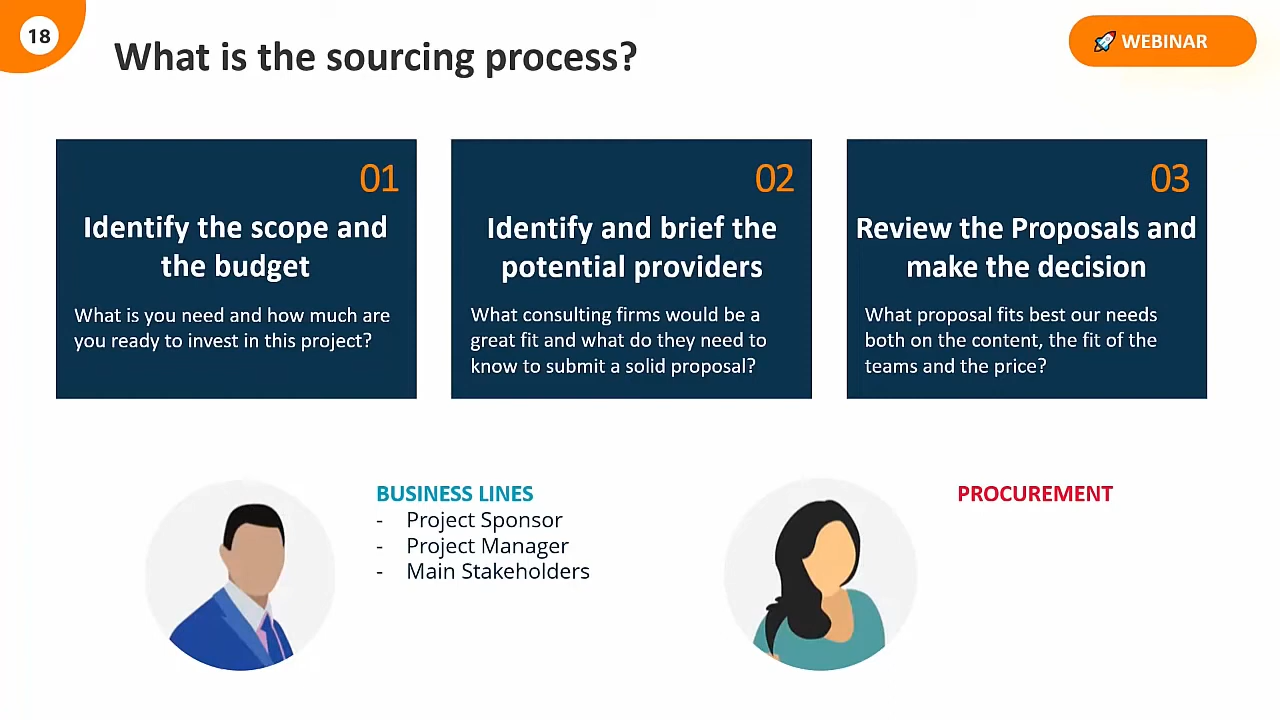 18
What is the sourcing process?
WEBINAR
01
Identify the scope and
the budget
What is you need and how much are
you ready to invest in this project?
02
Identify and brief the
potential providers
What consulting firms would be a
great fit and what do they need to
know to submit a solid proposal?
03
Review the Proposals and
make the decision
What proposal fits best our needs
both on the content, the fit of the
teams and the price?
BUSINESS LINES
- Project Sponsor
- Project Manager
- Main Stakeholders
PROCUREMENT